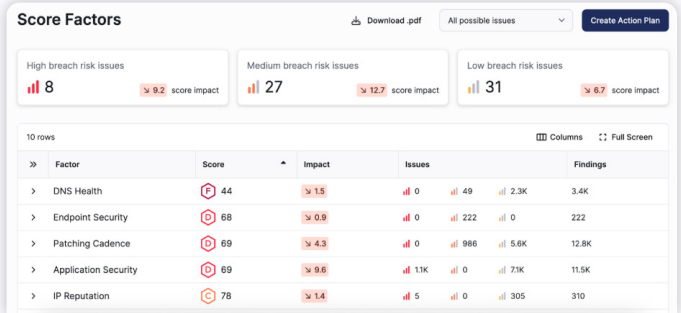 Score Factors
Download .pdf
All possible issues
Create Action Plan
High breach risk issues
8
9.2 score impact
Medium breach risk issues
27
12.7 score impact
Low breach risk issues
31
6.7 score impact
10 rows
Columns
Full Screen
Factor Score Impact Issues Findings
DNS Health F 44 1.5 0 49 2.3K 3.4K
Endpoint Security D 68 0.9 0 222 0 222
Patching Cadence D 69 4.3 0 986 5.6K 12.8K
Application Security D 69 9.6 1.1K 0 7.1K 11.5K
IP Reputation C 78 1.4 5 0 305 310